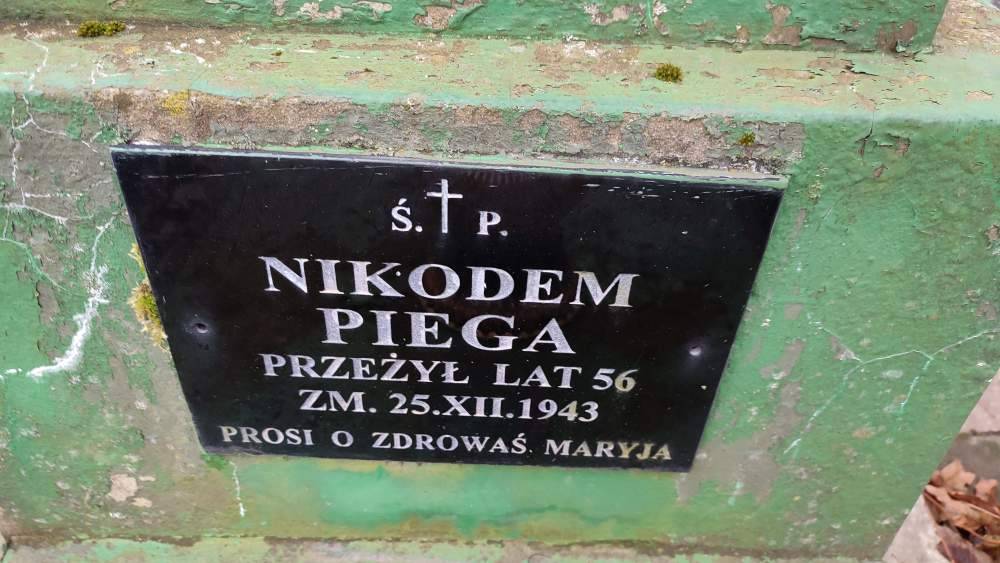 Ś. † P.
NIKODEM
PIEGA
PRZEŻYŁ LAT 56
ZM. 25.XII.1943
PROSI O ZDROWAŚ MARYJA